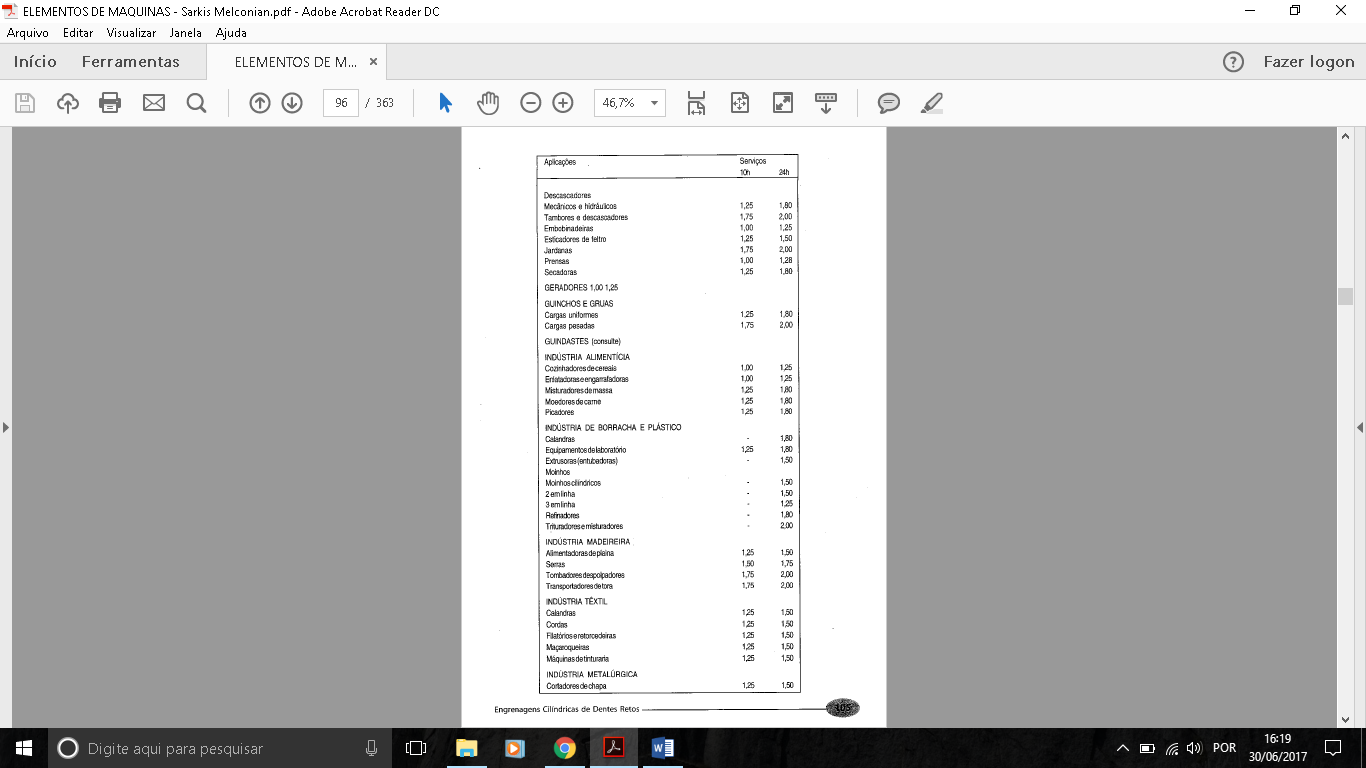 ELEMENTOS DE MAQUINAS - Sarkis Melconian.pdf - Adobe Acrobat Reader DC
Arquivo Editar Visualizar Janela Ajuda
Início Ferramentas ELEMENTOS DE M... × Fazer logon
96 / 363 46,7%
Aplicações Serviços
10h 24h
Descascadores
Mecânicos e hidráulicos 1,25 1,80
Tambores e descascadores 1,75 2,00
Embobinadeiras 1,00 1,25
Esticadores de feltro 1,25 1,50
Jardanas 1,75 2,00
Prensas 1,00 1,28
Secadoras 1,25 1,80
GERADORES 1,00 1,25
GUINCHOS E GRUAS
Cargas uniformes 1,25 1,80
Cargas pesadas 1,75 2,00
GUINDASTES (consulte)
INDÚSTRIA ALIMENTÍCIA
Cozinhadores de cereais 1,00 1,25
Enlatadoras e engarrafadoras 1,00 1,25
Misturadores de massa 1,25 1,80
Moedores de carne 1,25 1,80
Picadores 1,25 1,80
INDÚSTRIA DE BORRACHA E PLÁSTICO
Calandras - 1,80
Equipamentos de laboratório 1,25 1,80
Extrusoras (entubadoras) - 1,50
Moinhos
Moinhos cilíndricos - 1,50
2 em linha - 1,50
3 em linha - 1,25
Refinadores - 1,80
Trituradores e misturadores - 2,00
INDÚSTRIA MADEIREIRA
Alimentadoras de plaina 1,25 1,50
Serras 1,50 1,75
Tombadores despolpadores 1,75 2,00
Transportadores de tora 1,75 2,00
INDÚSTRIA TÊXTIL
Calandras 1,25 1,50
Cordas 1,25 1,50
Filatórios e retorcedeiras 1,25 1,50
Maçaroqueiras 1,25 1,50
Máquinas de tinturaria 1,25 1,50
INDÚSTRIA METALÚRGICA
Cortadores de chapa 1,25 1,50
Engrenagens Cilíndricas de Dentes Retos 105
Digite aqui para pesquisar POR 16:19
30/06/2017